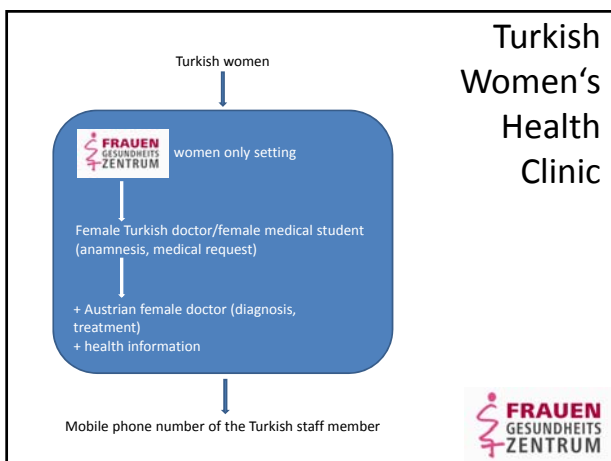 Turkish
Women‘s
Health
Clinic
Turkish women
FRAUEN
GESUNDHEITS
ZENTRUM
women only setting
Female Turkish doctor/female medical student
(anamnesis, medical request)
+ Austrian female doctor (diagnosis,
treatment)
+ health information
Mobile phone number of the Turkish staff member
FRAUEN
GESUNDHEITS
ZENTRUM